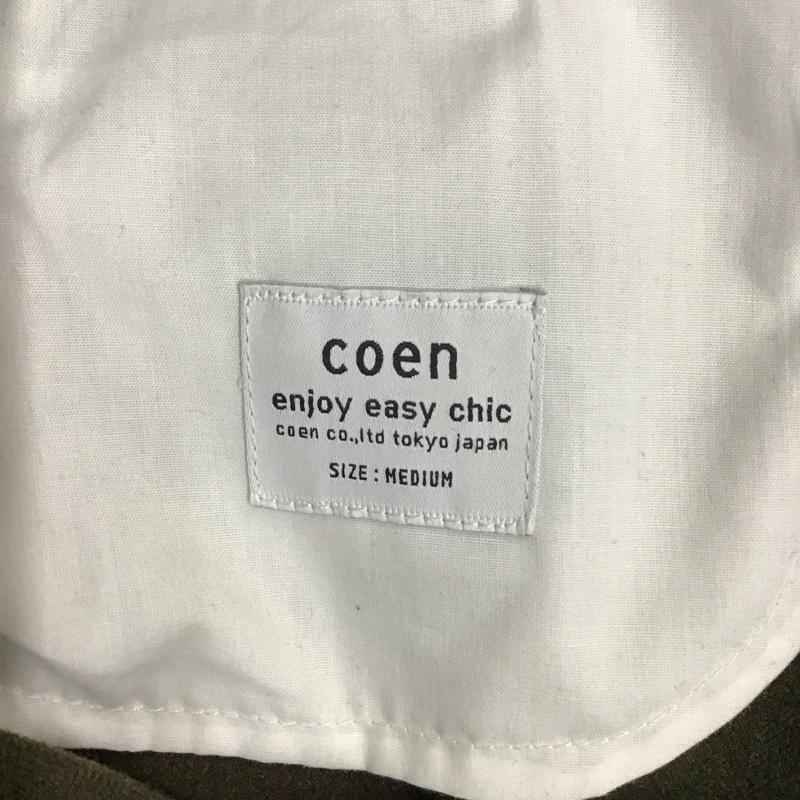 coen
enjoy easy chic
coen co.,ltd tokyo japan
SIZE : MEDIUM